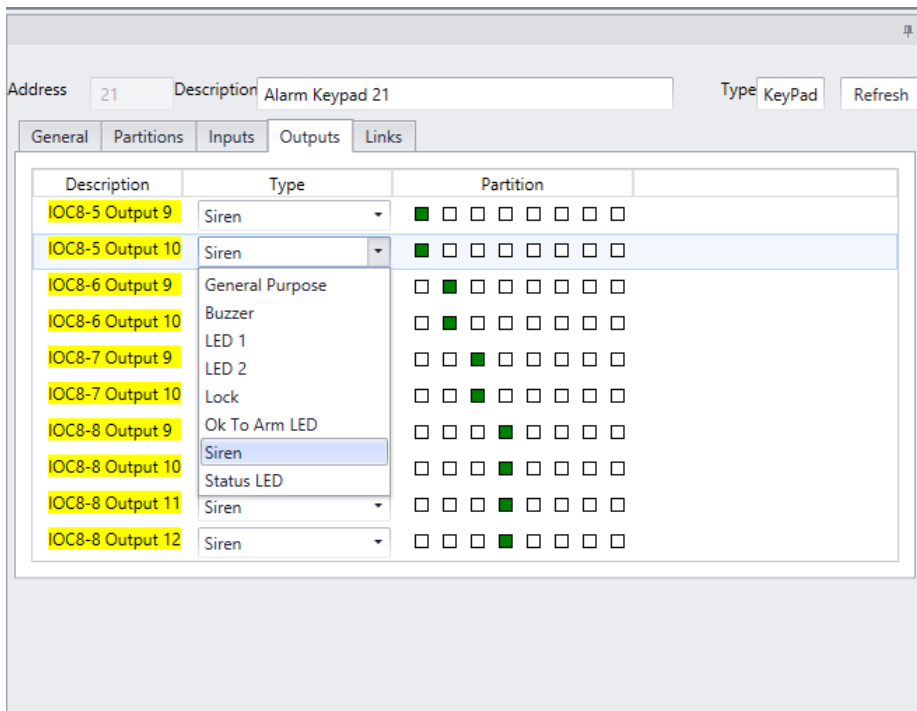 Address 21 Description Alarm Keypad 21 Type KeyPad Refresh
General Partitions Inputs Outputs Links
Description Type Partition
IOC8-5 Output 9 Siren
IOC8-5 Output 10 Siren
IOC8-6 Output 9 General Purpose
IOC8-6 Output 10 Buzzer
LED 1
IOC8-7 Output 9 LED 2
IOC8-7 Output 10 Lock
IOC8-8 Output 9 Ok To Arm LED
Siren
IOC8-8 Output 10 Status LED
IOC8-8 Output 11 Siren
IOC8-8 Output 12 Siren